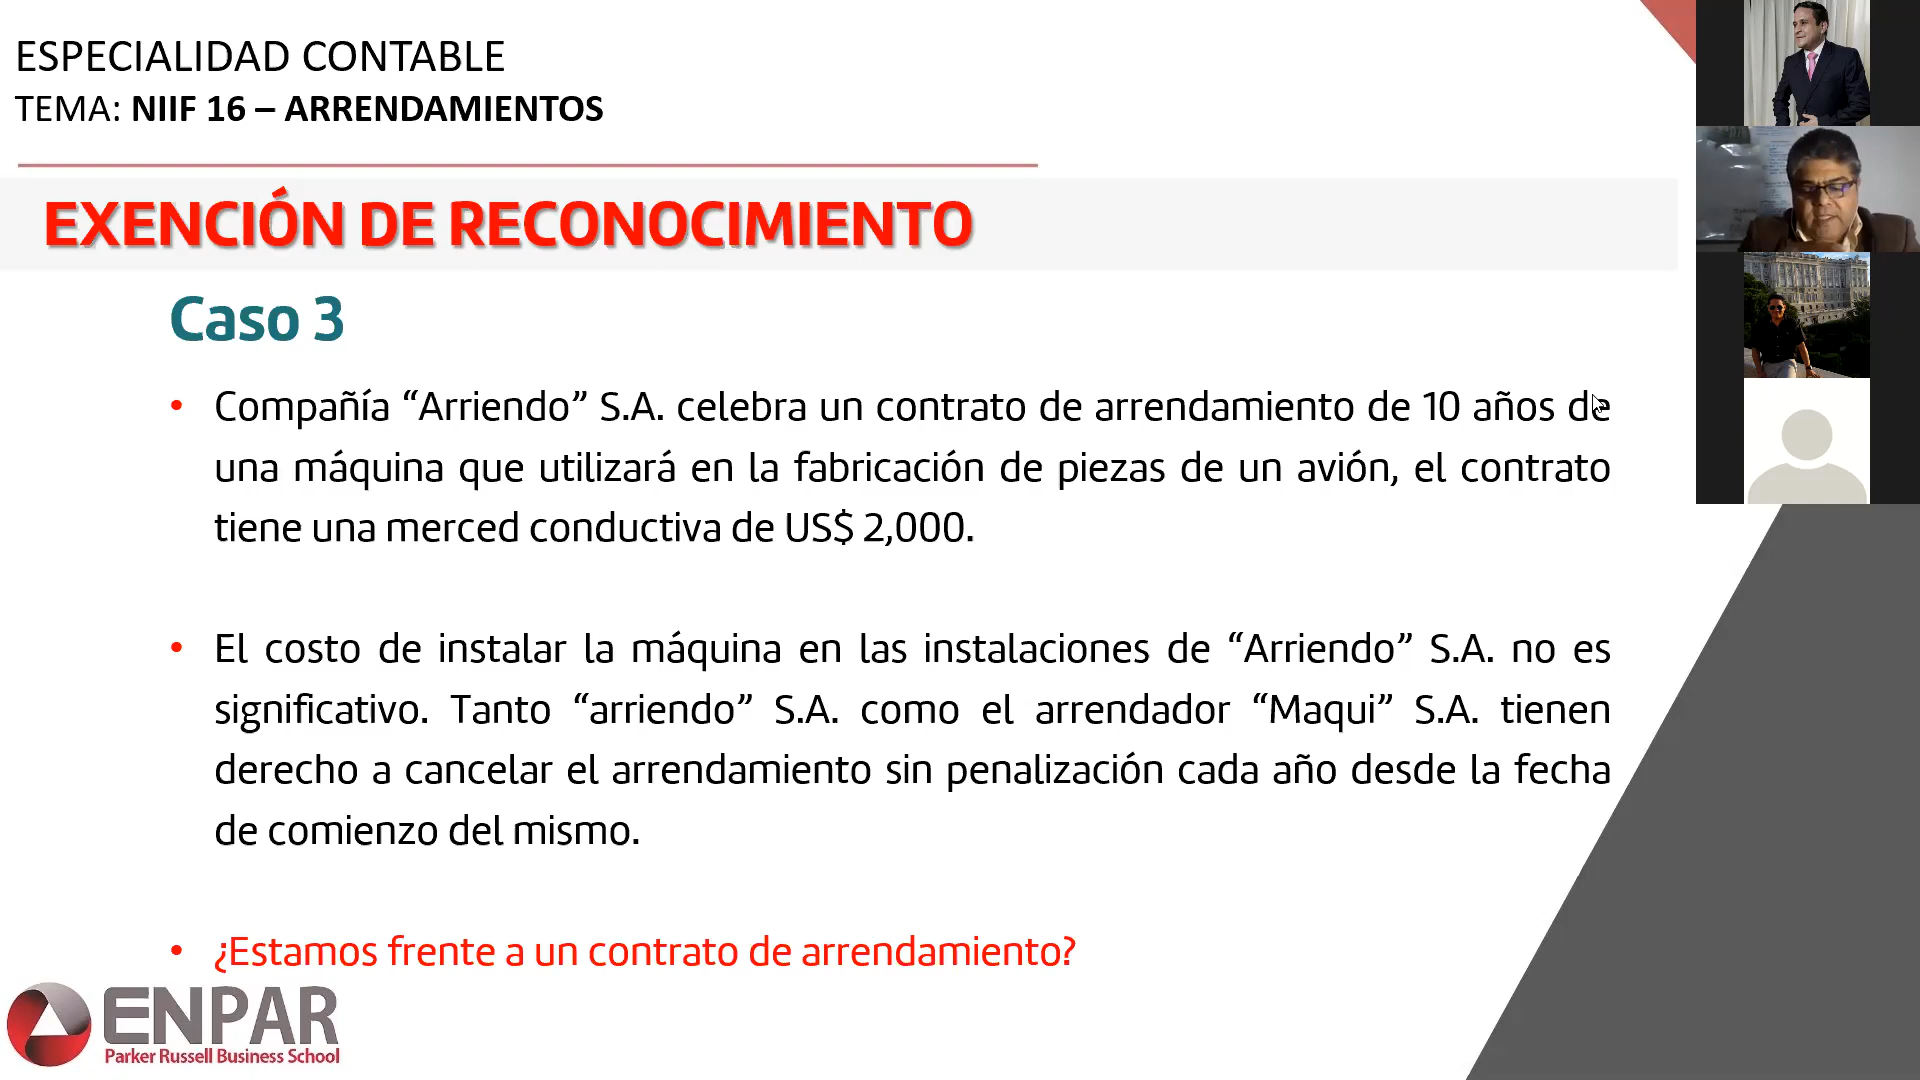 ESPECIALIDAD CONTABLE
TEMA: NIIF 16 – ARRENDAMIENTOS
EXENCIÓN DE RECONOCIMIENTO
Caso 3
• Compañía “Arriendo” S.A. celebra un contrato de arrendamiento de 10 años de
una máquina que utilizará en la fabricación de piezas de un avión, el contrato
tiene una merced conductiva de US$ 2,000.
• El costo de instalar la máquina en las instalaciones de “Arriendo” S.A. no es
significativo. Tanto “arriendo” S.A. como el arrendador “Maqui” S.A. tienen
derecho a cancelar el arrendamiento sin penalización cada año desde la fecha
de comienzo del mismo.
• ¿Estamos frente a un contrato de arrendamiento?
ENPAR
Parker Russell Business School